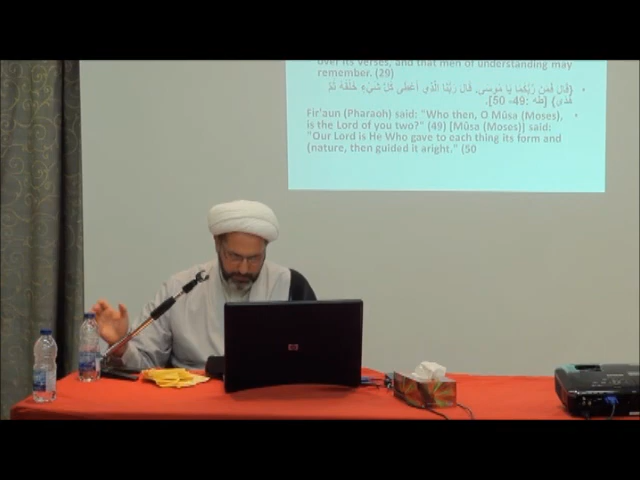 over its verses, and that men of understanding may
remember. (29)
(قَالَ فَمَن رَّبُّكُمَا يَا مُوسَى، قَالَ رَبُّنَا الَّذِي أَعْطَى كُلَّ شَيْءٍ خَلْقَهُ ثُمَّ
هَدَى) [طه :49- 50].
Fir'aun (Pharaoh) said: "Who then, O Mûsa (Moses),
is the Lord of you two?" (49) [Mûsa (Moses)] said:
"Our Lord is He Who gave to each thing its form and
(nature, then guided it aright." (50
hp